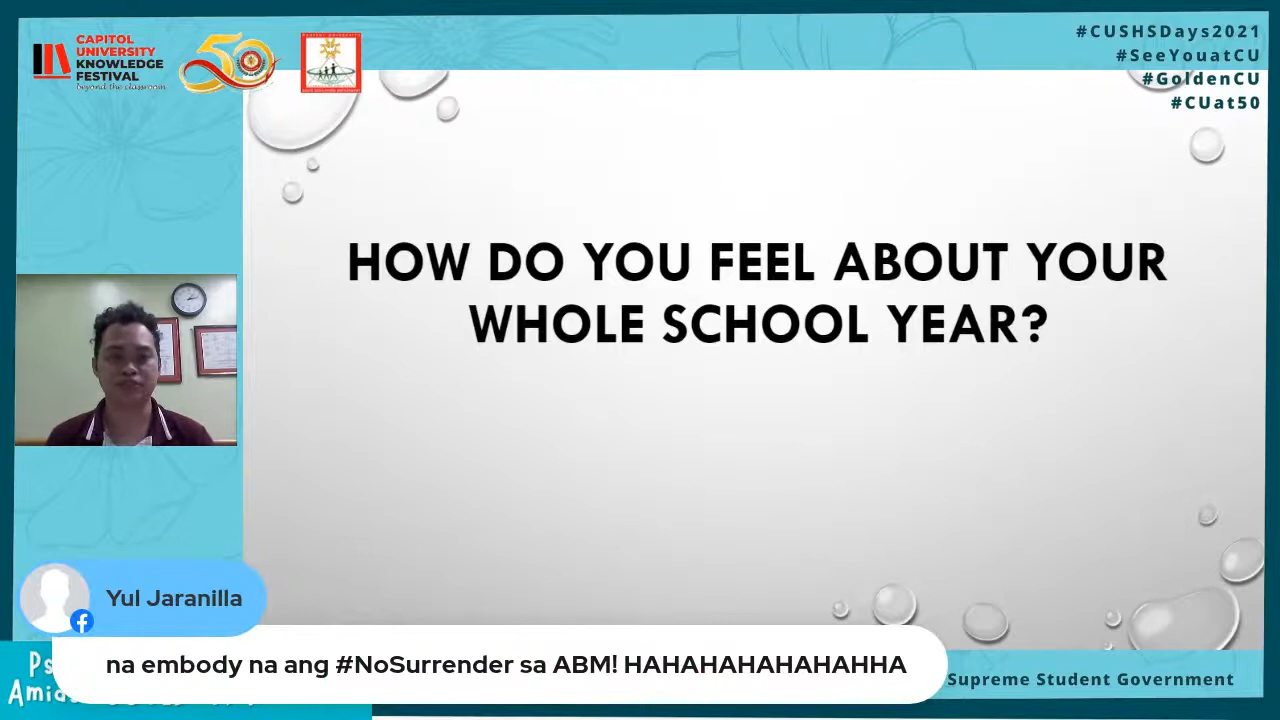 CAPITOL
UNIVERSITY
KNOWLEDGE
FESTIVAL
beyond the classroom
50
#CUSHSDays2021
#SeeYouatCU
#GoldenCU
#CUat50
HOW DO YOU FEEL ABOUT YOUR
WHOLE SCHOOL YEAR?
Yul Jaranilla
na embody na ang #NoSurrender sa ABM! HAHAHAHAHAHAHHA
Supreme Student Government